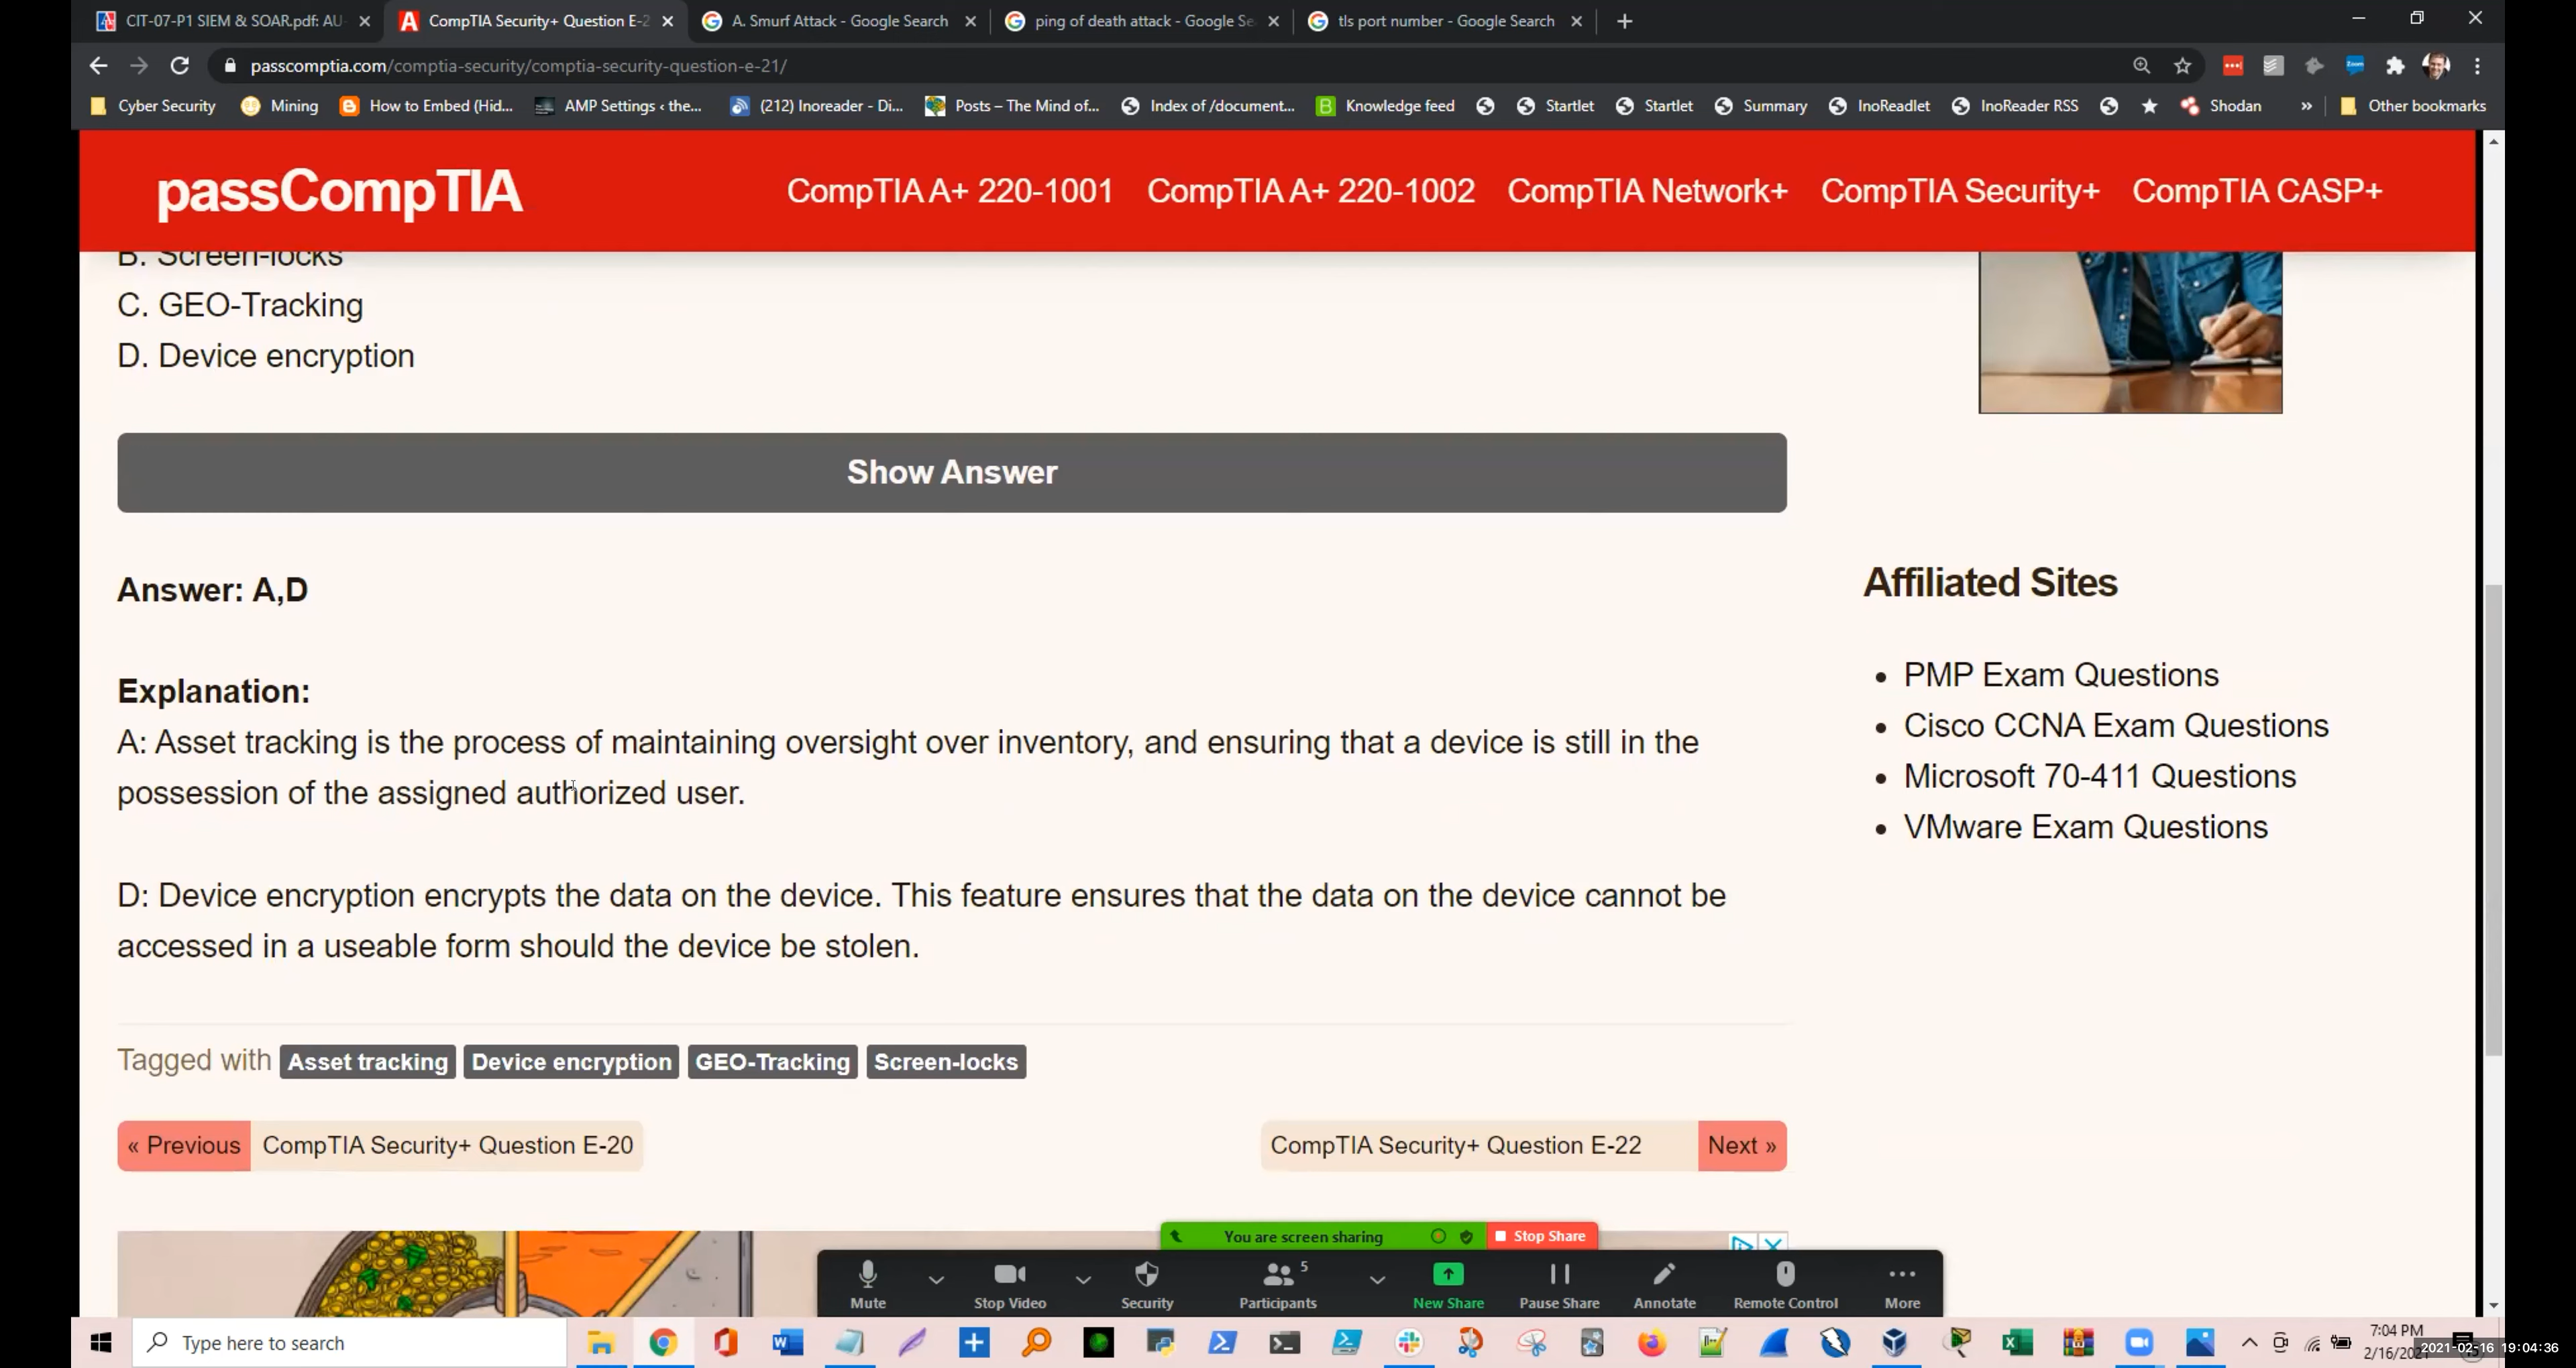 CIT-07-P1 SIEM & SOAR.pdf: AU
CompTIA Security+ Question E-2
A. Smurf Attack - Google Search
ping of death attack - Google Se
tls port number - Google Search
passcomptia.com/comptia-security/comptia-security-question-e-21/
Cyber Security
Mining
How to Embed (Hid...
AMP Settings ‹ the...
(212) Inoreader - Di...
Posts – The Mind of...
Index of /document...
Knowledge feed
Startlet
Startlet
Summary
InoReadlet
InoReader RSS
Shodan
»
Other bookmarks
passCompTIA
CompTIA A+ 220-1001
CompTIA A+ 220-1002
CompTIA Network+
CompTIA Security+
CompTIA CASP+
B. Screen-locks
C. GEO-Tracking
D. Device encryption
Show Answer
Answer: A,D
Explanation:
A: Asset tracking is the process of maintaining oversight over inventory, and ensuring that a device is still in the
possession of the assigned authorized user.
D: Device encryption encrypts the data on the device. This feature ensures that the data on the device cannot be
accessed in a useable form should the device be stolen.
Tagged with Asset tracking Device encryption GEO-Tracking Screen-locks
« Previous CompTIA Security+ Question E-20
CompTIA Security+ Question E-22 Next »
Affiliated Sites
PMP Exam Questions
Cisco CCNA Exam Questions
Microsoft 70-411 Questions
VMware Exam Questions
You are screen sharing
Stop Share
Mute
Stop Video
Security
5
Participants
New Share
Pause Share
Annotate
Remote Control
More
Type here to search
7:04 PM
2/16/202
2021-02-16 19:04:36